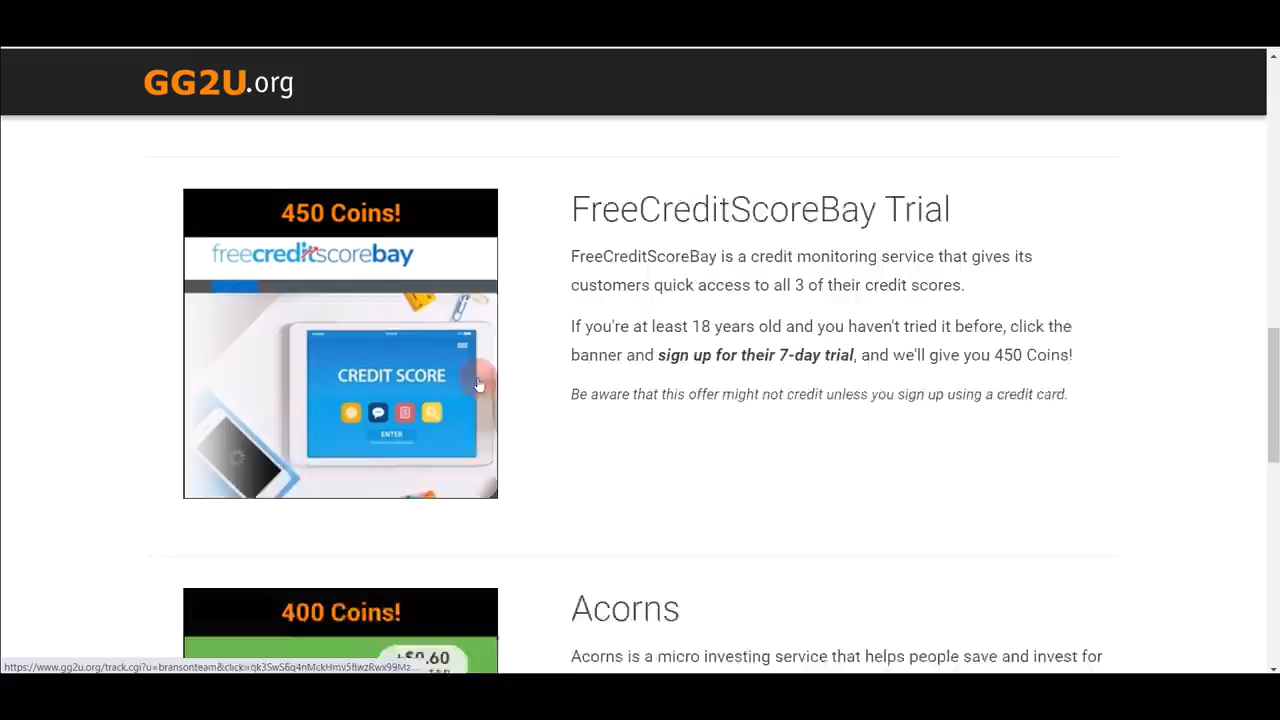 GG2U.org
450 Coins!
freecreditscorebay
CREDIT SCORE
ENTER
FreeCreditScoreBay Trial
FreeCreditScoreBay is a credit monitoring service that gives its
customers quick access to all 3 of their credit scores.
If you're at least 18 years old and you haven't tried it before, click the
banner and sign up for their 7-day trial, and we'll give you 450 Coins!
Be aware that this offer might not credit unless you sign up using a credit card.
400 Coins!
Acorns
Acorns is a micro investing service that helps people save and invest for